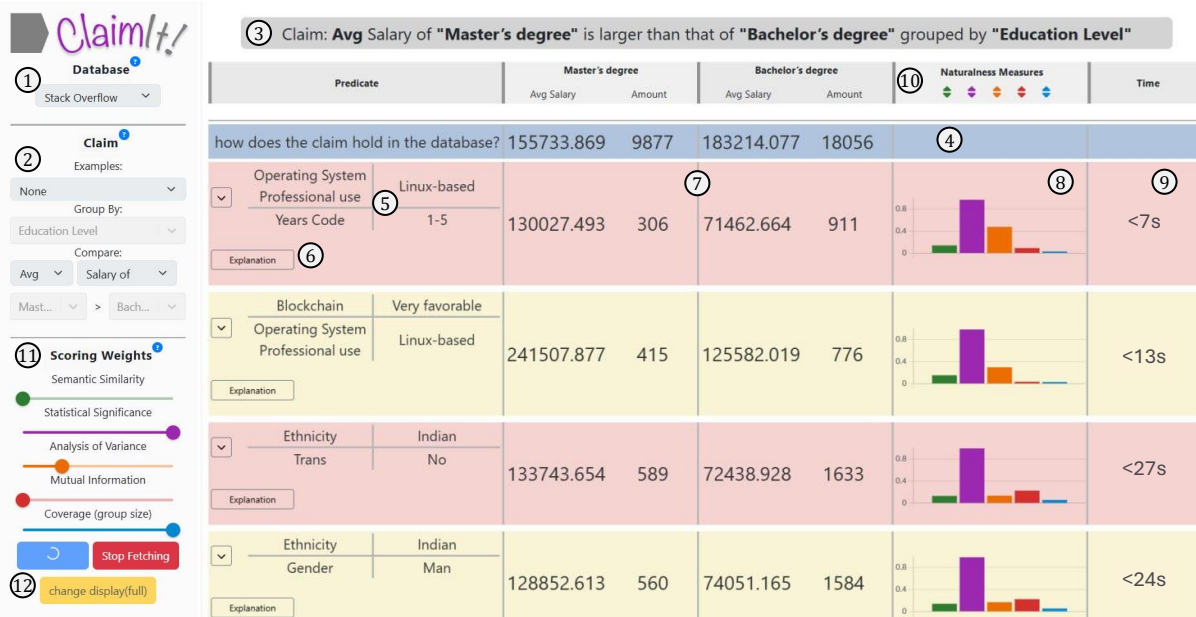 ClaimIt!
Database ?
1
Stack Overflow
Claim ?
2
Examples:
None
Group By:
Education Level
Compare:
Avg Salary of
Mast... > Bach...
11 Scoring Weights ?
Semantic Similarity
Statistical Significance
Analysis of Variance
Mutual Information
Coverage (group size)
Stop Fetching
12 change display(full)
3 Claim: Avg Salary of "Master's degree" is larger than that of "Bachelor's degree" grouped by "Education Level"
Predicate Master's degree Bachelor's degree 10 Naturalness Measures Time
Avg Salary Amount Avg Salary Amount
how does the claim hold in the database? 155733.869 9877 183214.077 18056 4
Operating System Professional use Linux-based 5 7 8 9
Years Code 1-5 130027.493 306 71462.664 911 0.8 0.4 0 <7s
Explanation 6
Blockchain Very favorable
Operating System Professional use Linux-based 241507.877 415 125582.019 776 0.8 0.4 0 <13s
Explanation
Ethnicity Indian
Trans No 133743.654 589 72438.928 1633 0.8 0.4 0 <27s
Explanation
Ethnicity Indian
Gender Man 128852.613 560 74051.165 1584 0.8 0.4 0 <24s
Explanation